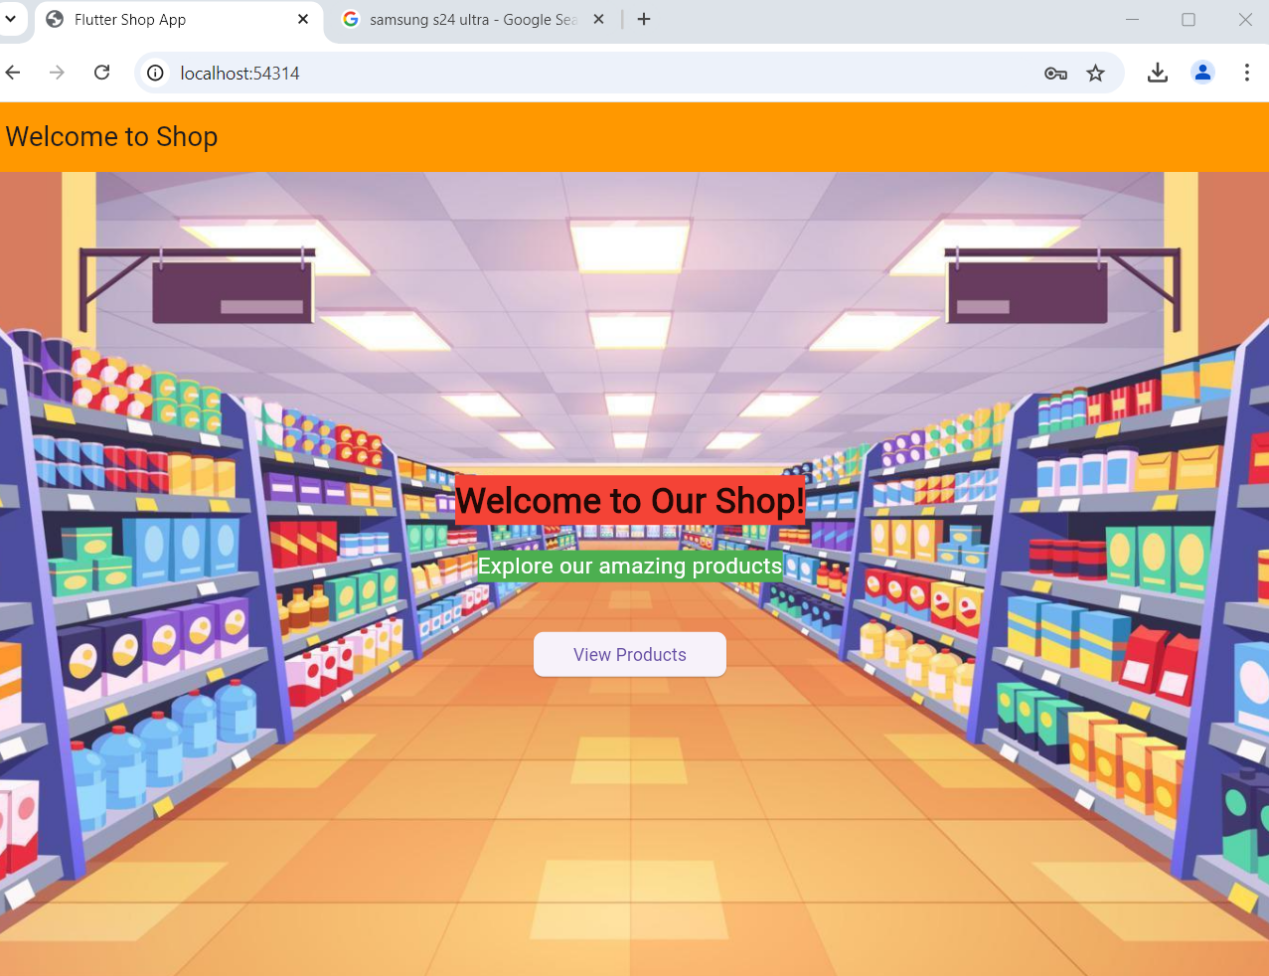 Flutter Shop App
samsung s24 ultra - Google Sea
localhost:54314
Welcome to Shop
Welcome to Our Shop!
Explore our amazing products
View Products